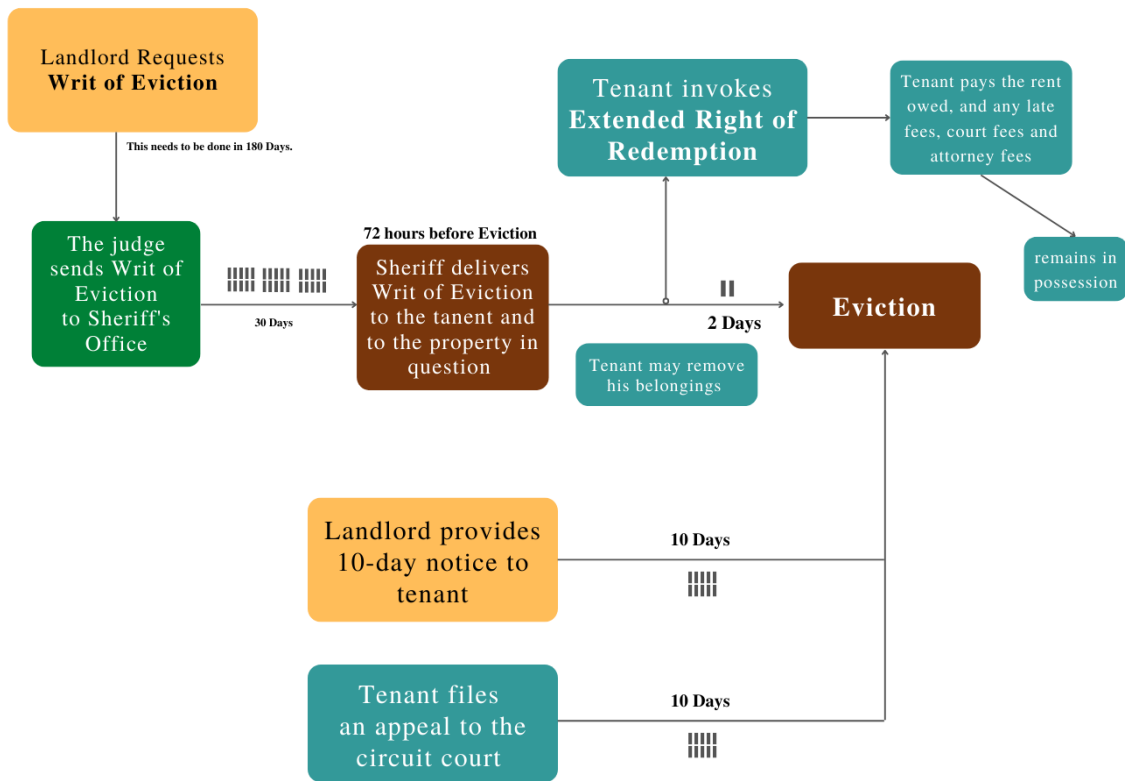 Landlord Requests
Writ of Eviction
This needs to be done in 180 Days.
The judge
sends Writ of
Eviction
to Sheriff's
Office
30 Days
72 hours before Eviction
Sheriff delivers
Writ of Eviction
to the tanent and
to the property in
question
Tenant invokes
Extended Right of
Redemption
Tenant pays the rent
owed, and any late
fees, court fees and
attorney fees
remains in
possession
2 Days
Tenant may remove
his belongings
Eviction
Landlord provides
10-day notice to
tenant
10 Days
Tenant files
an appeal to the
circuit court
10 Days